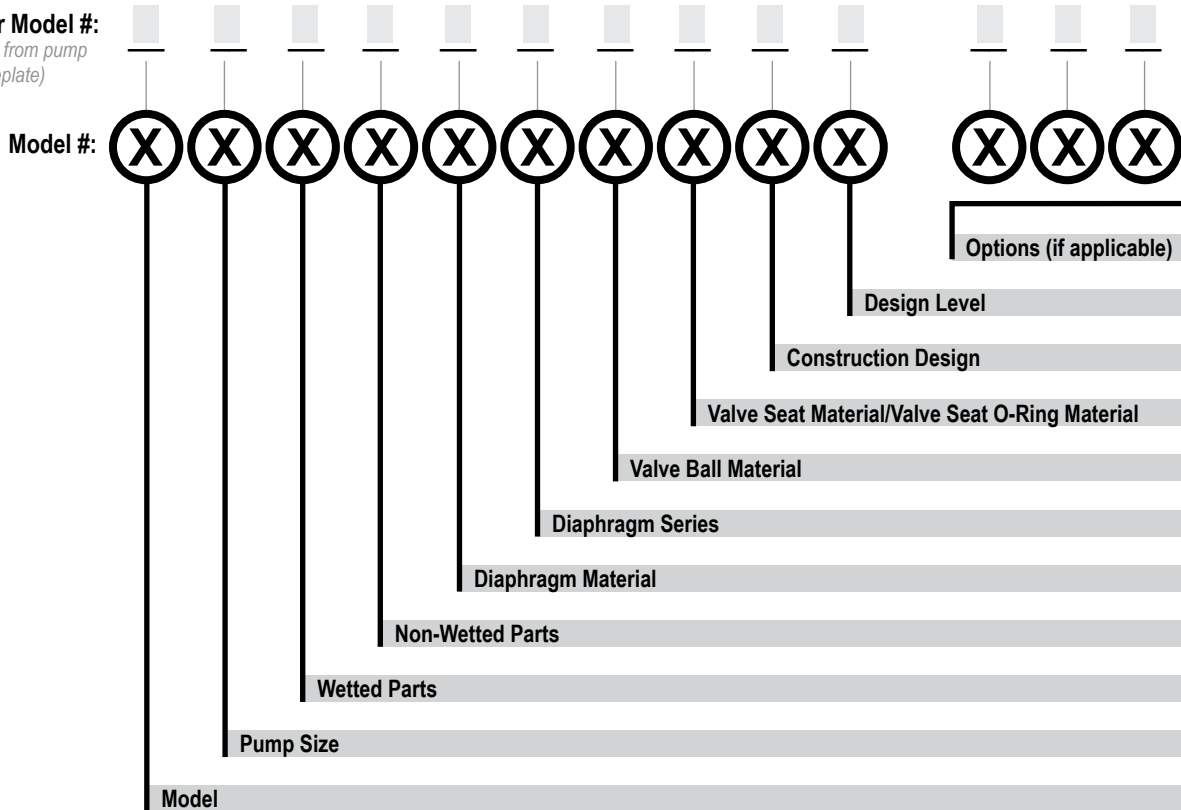 r Model #:
from pump
plate)
Model #: X X X X X X X X X X X X X
Options (if applicable)
Design Level
Construction Design
Valve Seat Material/Valve Seat O-Ring Material
Valve Ball Material
Diaphragm Series
Diaphragm Material
Non-Wetted Parts
Wetted Parts
Pump Size
Model